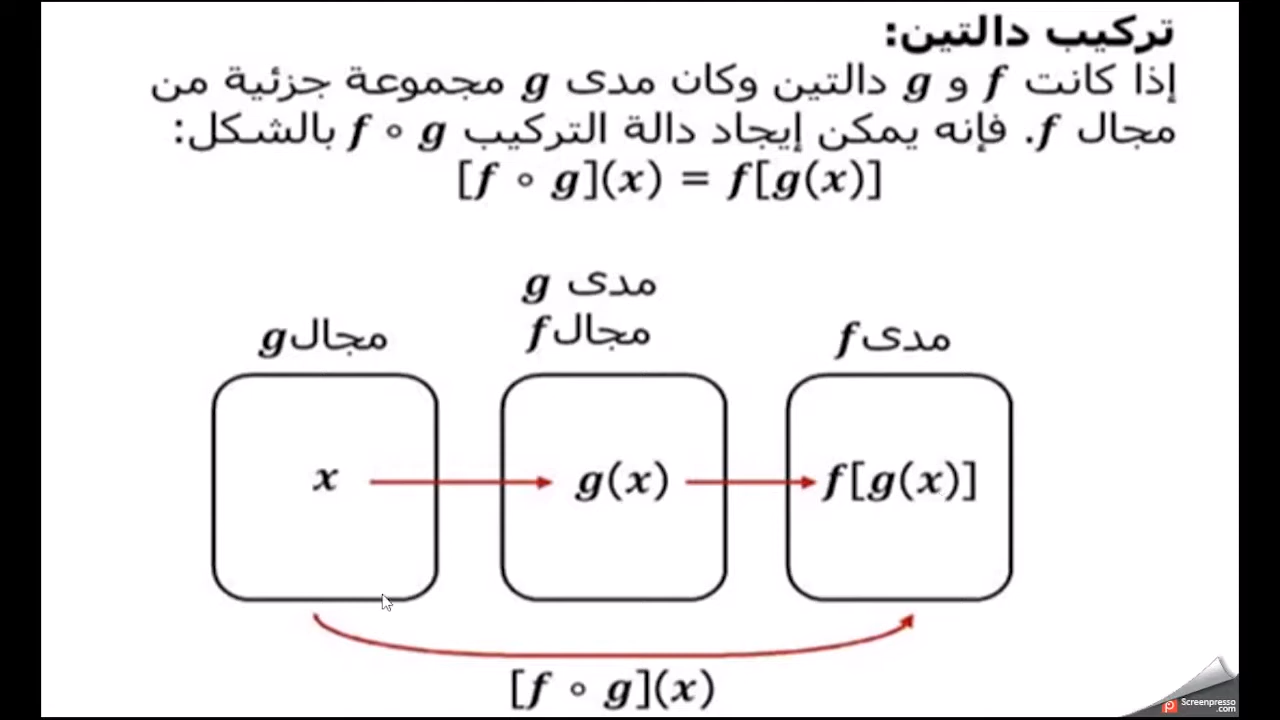 تركيب دالتين:
إذا كانت f و g دالتين وكان مدى g مجموعة جزئية من
مجال f. فإنه يمكن إيجاد دالة التركيب f ∘ g بالشكل:
[f ∘ g](x) = f[g(x)]
مدى g
مجال g
مجال f
مدى f
x
g(x)
f[g(x)]
[f ∘ g](x)
Screenpresso
.com